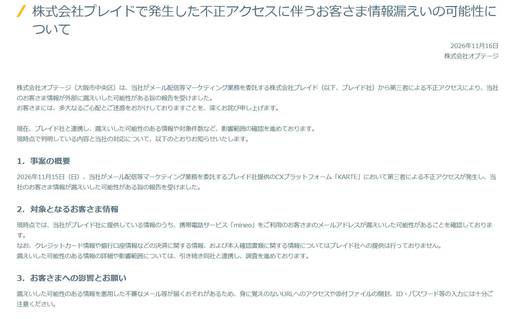 株式会社プレイドで発生した不正アクセスに伴うお客さま情報漏えいの可能性に
ついて
2026年11月16日
株式会社オプテージ
株式会社オプテージ（大阪市中央区）は、当社がメール配信等マーケティング業務を委託する株式会社プレイド（以下、プレイド社）から第三者による不正アクセスにより、当社
のお客さま情報が外部に漏えいした可能性がある旨の報告を受けました。
お客さまには、多大なるご心配とご迷惑をおかけしておりますことを、深くお詫び申し上げます。
現在、プレイド社と連携し、漏えいした可能性のある情報や対象件数など、影響範囲の確認を進めております。
現時点で判明している内容と当社の対応について、以下のとおりお知らせいたします。
1．事案の概要
2026年11月15日（日）、当社がメール配信等マーケティング業務を委託するプレイド社提供のCXプラットフォーム「KARTE」において第三者による不正アクセスが発生し、当
社のお客さま情報が漏えいした可能性がある旨の報告を受けました。
2．対象となるお客さま情報
現時点では、当社がプレイド社に提供している情報のうち、携帯電話サービス「mineo」をご利用のお客さまのメールアドレスが漏えいした可能性があることを確認しておりま
す。
なお、クレジットカード情報や銀行口座情報などの決済に関する情報、および本人確認書類に関する情報についてはプレイド社への提供は行っておりません。
漏えいした可能性のある情報の詳細や影響範囲については、引き続き同社と連携し、調査を進めております。
3．お客さまへの影響とお願い
漏えいした可能性のある情報を悪用した不審なメール等が届くおそれがあるため、身に覚えのないURLへのアクセスや添付ファイルの開封、ID・パスワード等の入力には十分ご
注意ください。